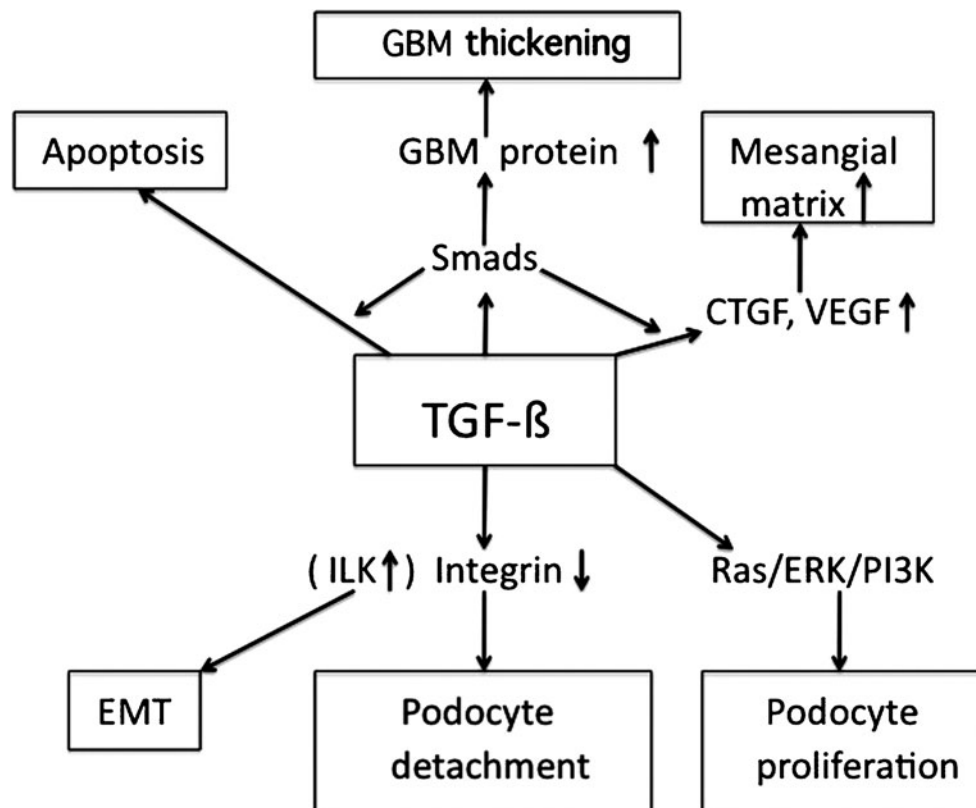 GBM thickening
Apoptosis
GBM protein ↑
Mesangial
matrix ↑
Smads
CTGF, VEGF ↑
TGF-ß
( ILK ↑ ) Integrin ↓
Ras/ERK/PI3K
EMT
Podocyte
detachment
Podocyte
proliferation